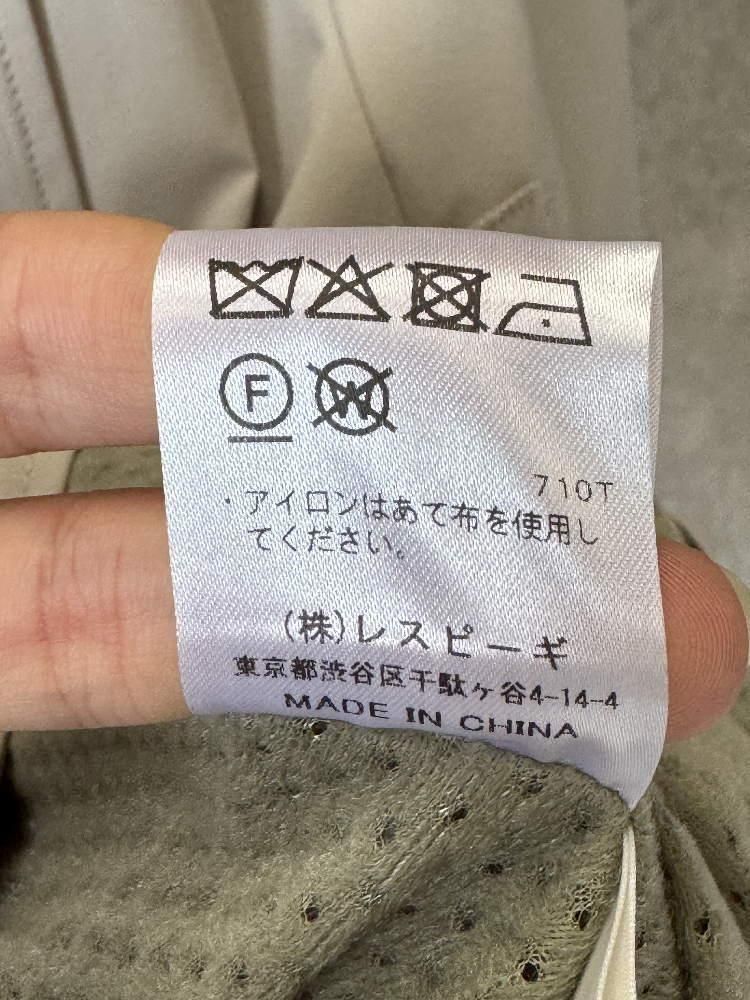 F W
710T
・アイロンはあて布を使用し
てください。
(株)レスピーギ
東京都渋谷区千駄ヶ谷4-14-4
MADE IN CHINA